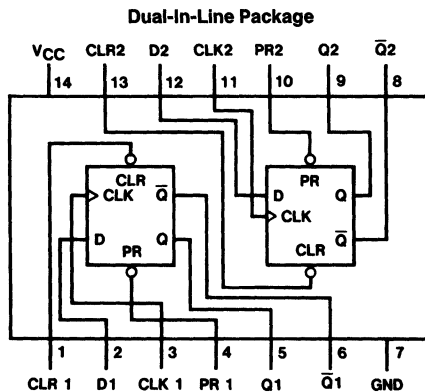 Dual-In-Line Package
VCC CLR2 D2 CLK2 PR2 Q2 Q̅2
14 13 12 11 10 9 8
CLR PR
CLK Q̅ D Q
CLK
D Q Q̅
PR CLR
1 2 3 4 5 6 7
CLR 1 D1 CLK 1 PR 1 Q1 Q̅1 GND